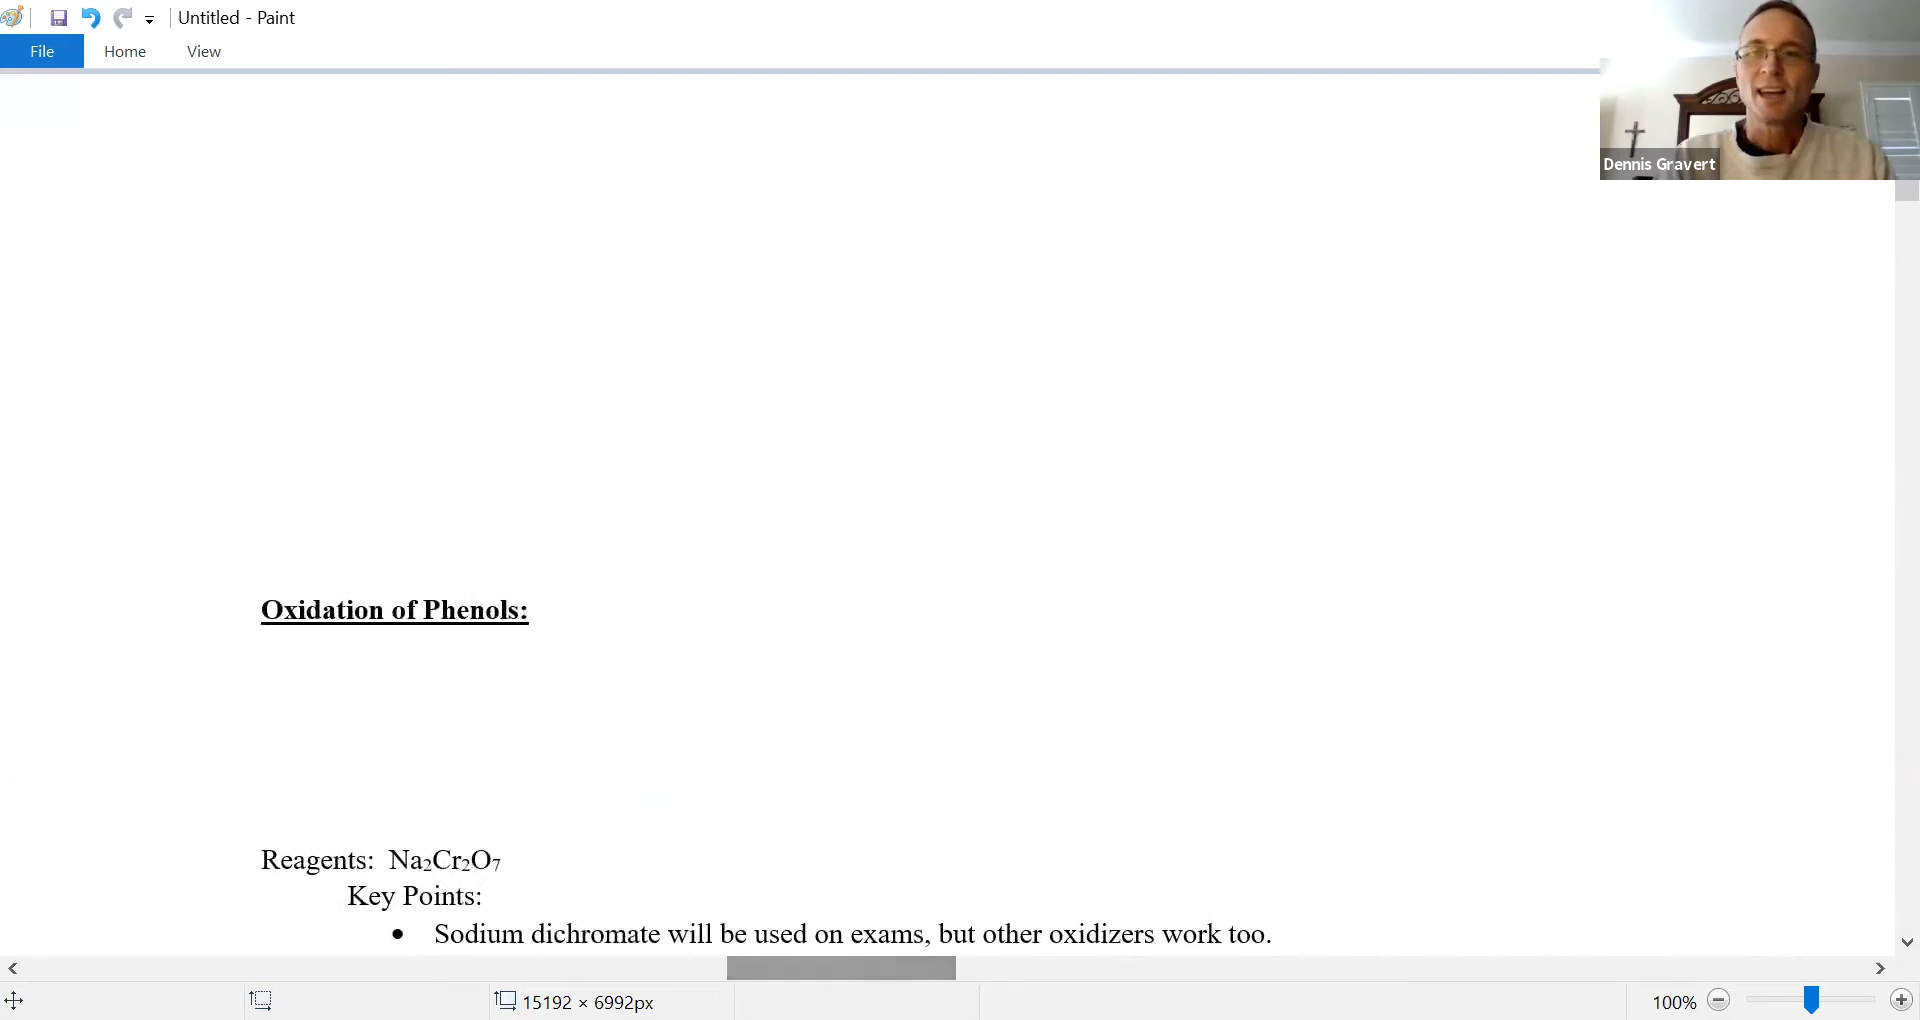 Untitled - Paint
File Home View
Dennis Gravert
Oxidation of Phenols:
Reagents: Na₂Cr₂O₇
Key Points:
• Sodium dichromate will be used on exams, but other oxidizers work too.
15192 × 6992px
100%